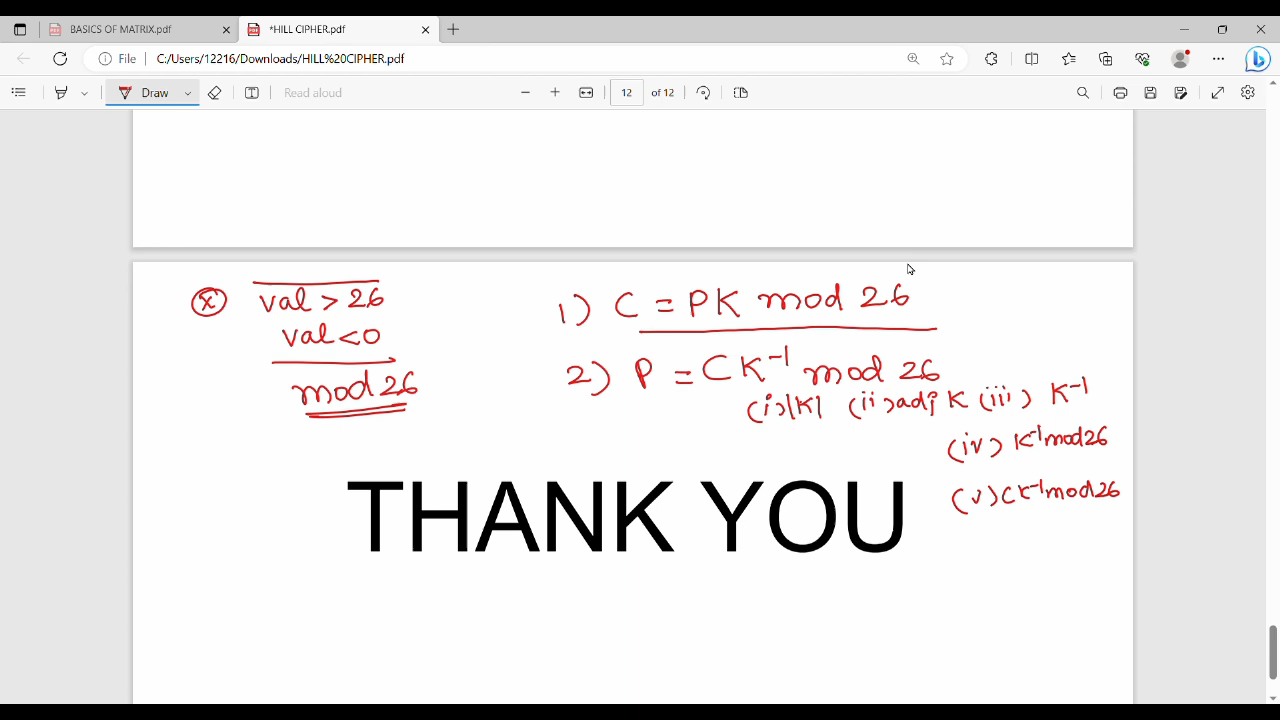 BASICS OF MATRIX.pdf
*HILL CIPHER.pdf
File C:/Users/12216/Downloads/HILL%20CIPHER.pdf
Draw
Read aloud
12 of 12
(x) val > 26
val < 0
mod 26
1) C = PK mod 26
2) P = CK⁻¹ mod 26
(i) |K| (ii) adj K (iii) K⁻¹
(iv) K⁻¹ mod 26
(v) CK⁻¹ mod 26
THANK YOU